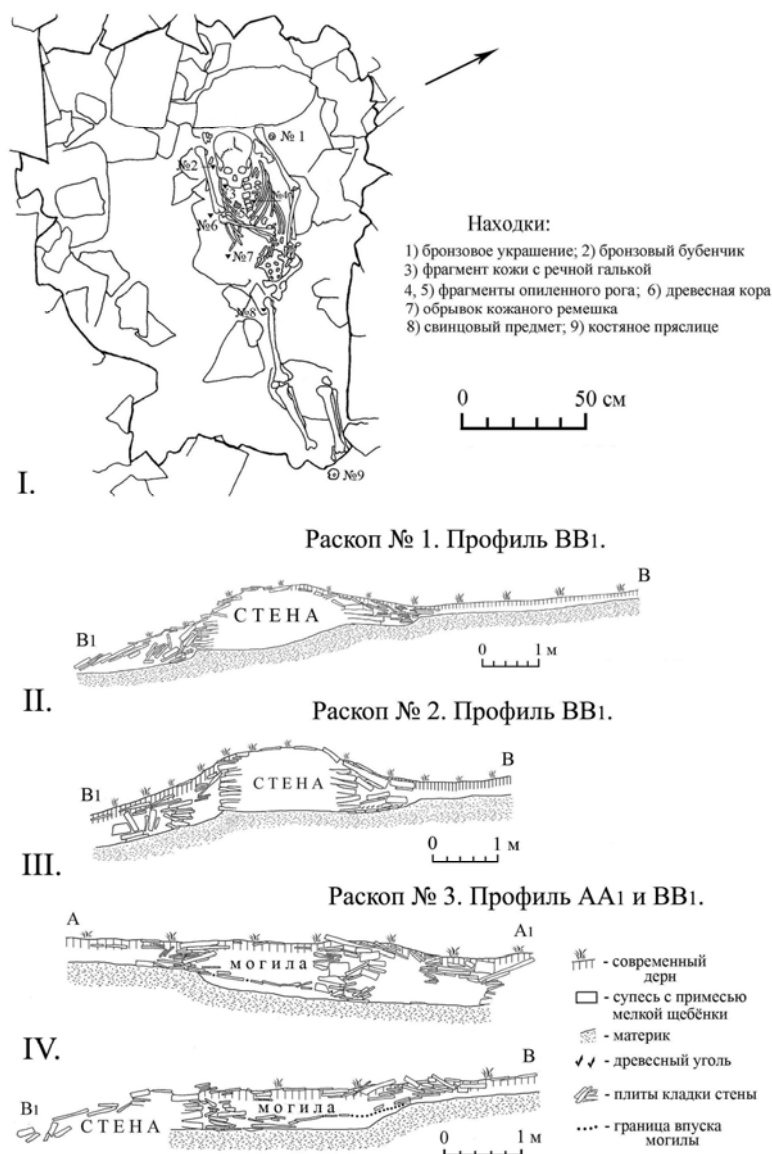 № 1
№2
3
№4
№6
№7
№8
№9
I.
Находки:
1) бронзовое украшение; 2) бронзовый бубенчик
3) фрагмент кожи с речной галькой
4, 5) фрагменты опиленного рога; 6) древесная кора
7) обрывок кожаного ремешка
8) свинцовый предмет; 9) костяное пряслице
0 50 см
Раскоп № 1. Профиль ВВ1.
В
СТЕНА
В1
0 1 м
II.
Раскоп № 2. Профиль ВВ1.
В
В1
СТЕНА
0 1 м
III.
Раскоп № 3. Профиль АА1 и ВВ1.
А
А1
могила
IV.
В
В1
СТЕНА
могила
0 1 м
- современный
дерн
- супесь с примесью
мелкой щебёнки
- материк
- древесный уголь
- плиты кладки стены
- граница впуска
могилы